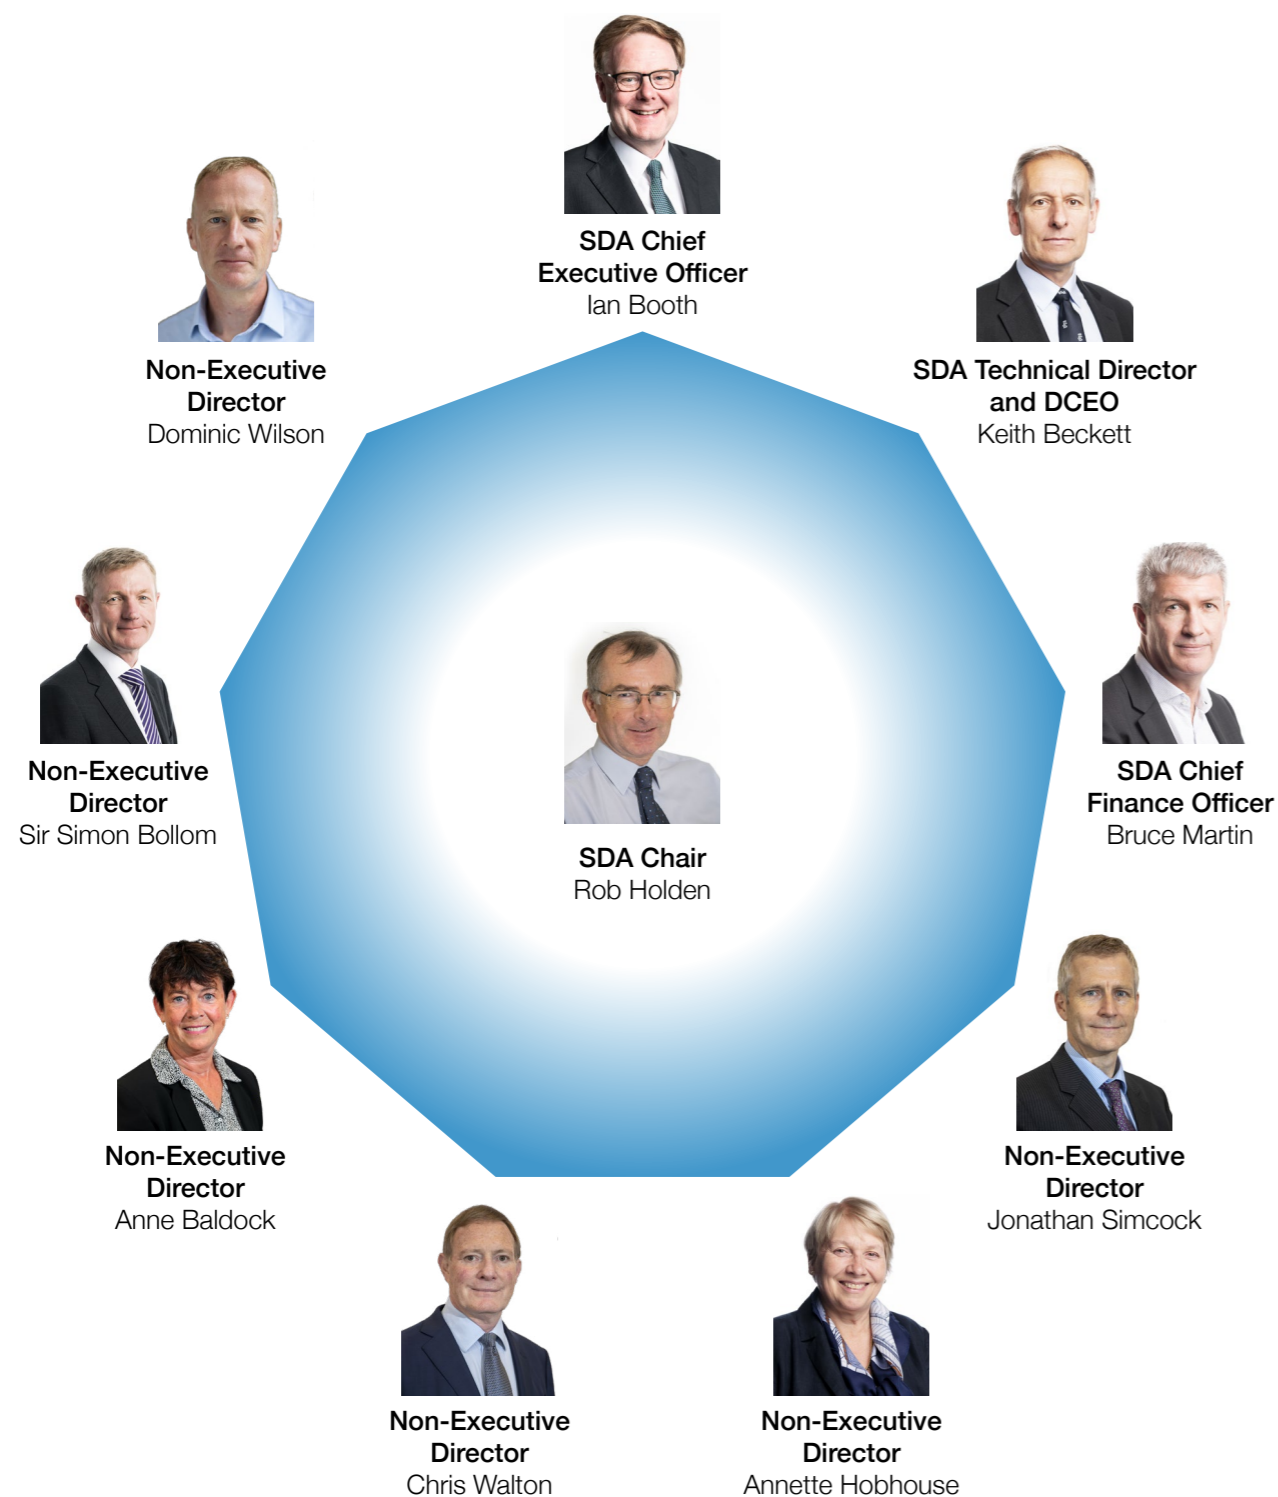 SDA Chief
Executive Officer
Ian Booth
Non-Executive
Director
Dominic Wilson
SDA Technical Director
and DCEO
Keith Beckett
Non-Executive
Director
Sir Simon Bollom
SDA Chair
Rob Holden
SDA Chief
Finance Officer
Bruce Martin
Non-Executive
Director
Anne Baldock
Non-Executive
Director
Jonathan Simcock
Non-Executive
Director
Chris Walton
Non-Executive
Director
Annette Hobhouse